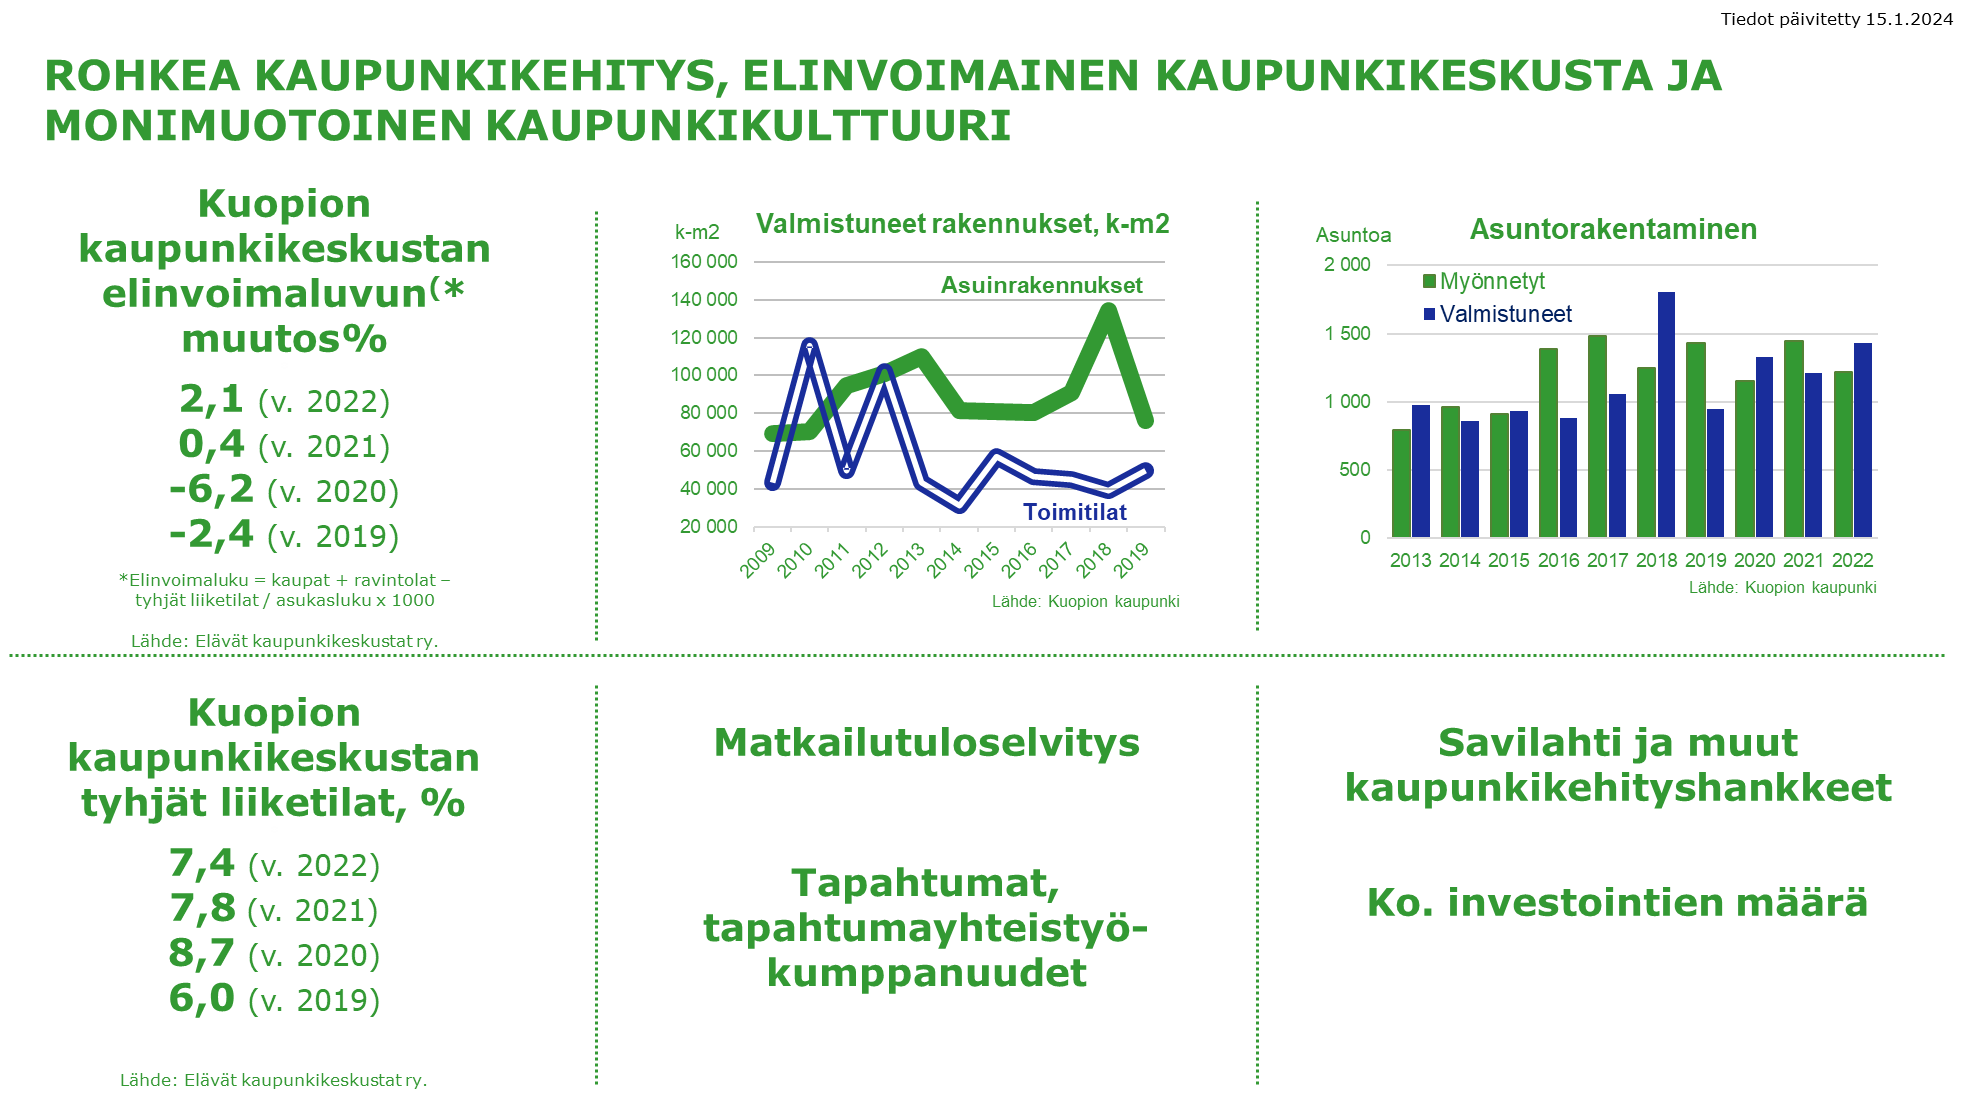 Tiedot päivitetty 15.1.2024
ROHKEA KAUPUNKIKEHITYS, ELINVOIMAINEN KAUPUNKIKESKUSTA JA
MONIMUOTOINEN KAUPUNKIKULTTUURI
Kuopion
kaupunkikeskustan
elinvoimaluvun(*
muutos%
2,1 (v. 2022)
0,4 (v. 2021)
-6,2 (v. 2020)
-2,4 (v. 2019)
*Elinvoimaluku = kaupat + ravintolat –
tyhjät liiketilat / asukasluku x 1000
Lähde: Elävät kaupunkikeskustat ry.
Valmistuneet rakennukset, k-m2
k-m2
160 000
140 000
120 000
100 000
80 000
60 000
40 000
20 000
Asuinrakennukset
Toimitilat
2009
2010
2011
2012
2013
2014
2015
2016
2017
2018
2019
Lähde: Kuopion kaupunki
Asuntorakentaminen
Asuntoa
2 000
1 500
1 000
500
0
Myönnetyt
Valmistuneet
2013 2014 2015 2016 2017 2018 2019 2020 2021 2022
Lähde: Kuopion kaupunki
Kuopion
kaupunkikeskustan
tyhjät liiketilat, %
7,4 (v. 2022)
7,8 (v. 2021)
8,7 (v. 2020)
6,0 (v. 2019)
Lähde: Elävät kaupunkikeskustat ry.
Matkailutuloselvitys
Tapahtumat,
tapahtumayhteistyö-
kumppanuudet
Savilahti ja muut
kaupunkikehityshankkeet
Ko. investointien määrä